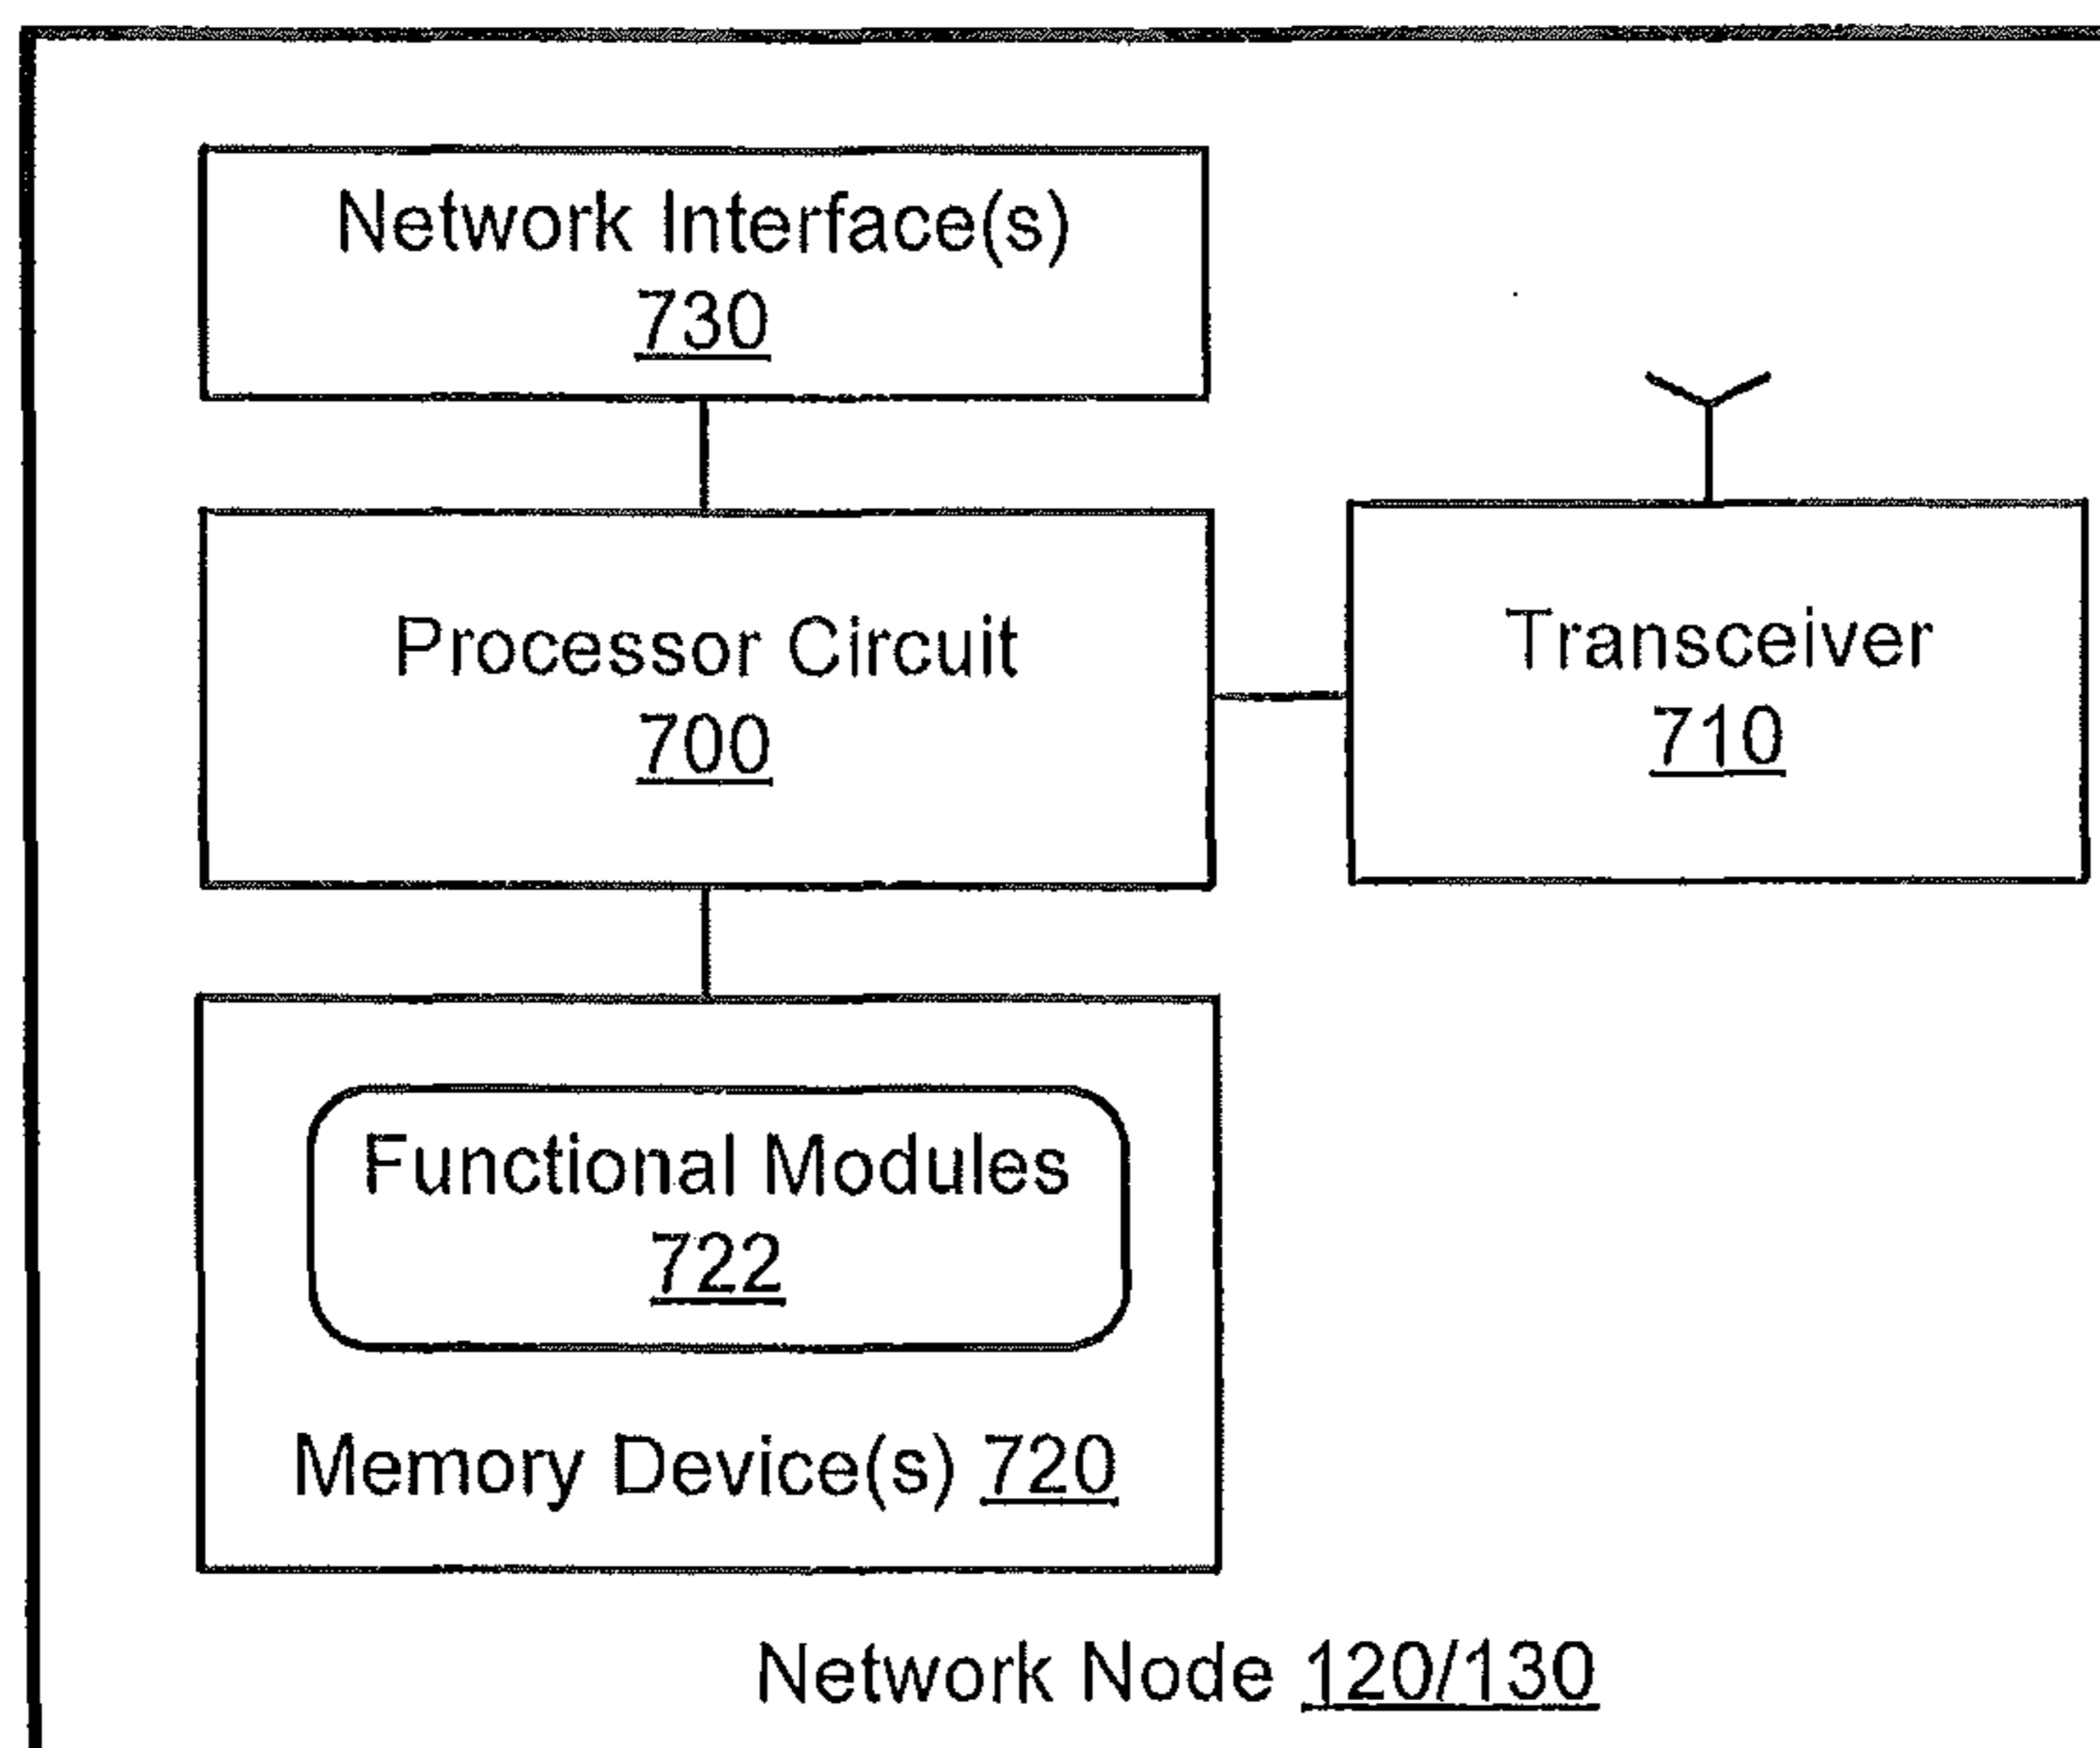 Network Interface(s)
730
Processor Circuit
700
Transceiver
710
Functional Modules
722
Memory Device(s) 720
Network Node 120/130